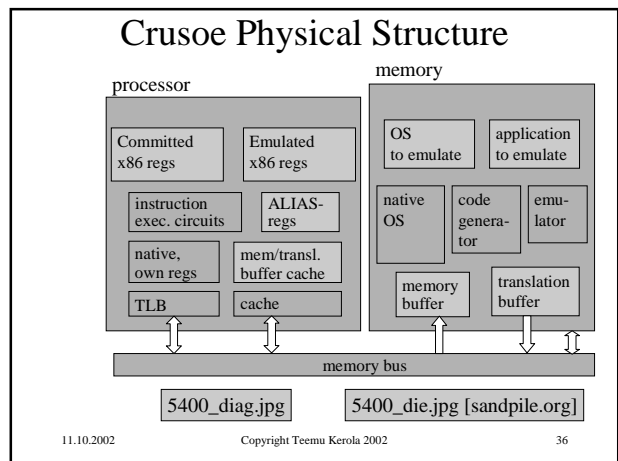 Crusoe Physical Structure
processor
memory
Committed
x86 regs
Emulated
x86 regs
instruction
exec. circuits
ALIAS-
regs
native,
own regs
mem/transl.
buffer cache
TLB
cache
OS
to emulate
application
to emulate
native
OS
code
genera-
tor
emu-
lator
memory
buffer
translation
buffer
memory bus
5400_diag.jpg
5400_die.jpg [sandpile.org]
11.10.2002
Copyright Teemu Kerola 2002
36